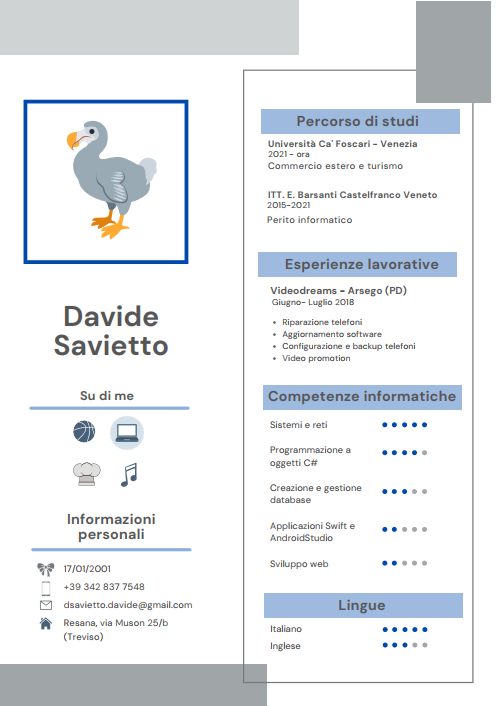 Davide
Savietto
Su di me
Informazioni
personali
17/01/2001
+39 342 837 7548
dsavietto.davide@gmail.com
Resana, via Muson 25/b
(Treviso)
Percorso di studi
Università Ca' Foscari - Venezia
2021 - ora
Commercio estero e turismo
ITT. E. Barsanti Castelfranco Veneto
2015-2021
Perito informatico
Esperienze lavorative
Videodreams - Arsego (PD)
Giugno- Luglio 2018
• Riparazione telefoni
• Aggiornamento software
• Configurazione e backup telefoni
• Video promotion
Competenze informatiche
Sistemi e reti
Programmazione a
oggetti C#
Creazione e gestione
database
Applicazioni Swift e
AndroidStudio
Sviluppo web
Lingue
Italiano
Inglese